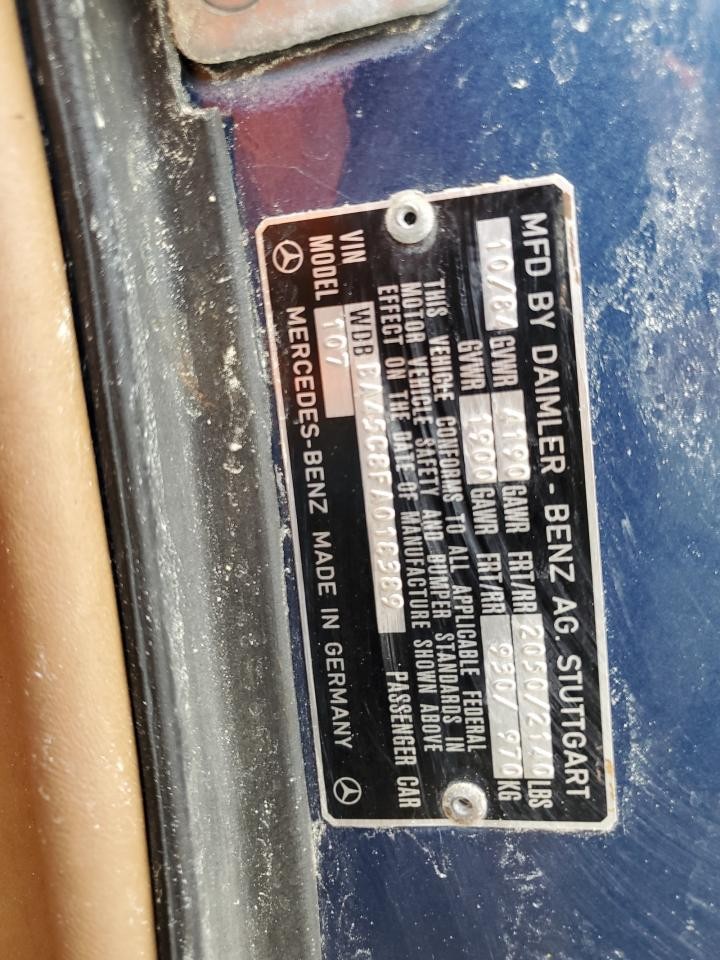 MFD BY DAIMLER - BENZ AG. STUTTGART
10/84 GVWR 4190 GAWR FRT/RR 2050/2140 LBS
GVWR 1900 GAWR FRT/RR 930/970 KG
THIS VEHICLE CONFORMS TO ALL APPLICABLE FEDERAL
MOTOR VEHICLE SAFETY AND BUMPER STANDARDS IN
EFFECT ON THE DATE OF MANUFACTURE SHOWN ABOVE
VIN WDB BA45C8FA010389 PASSENGER CAR
MODEL 107
MERCEDES-BENZ MADE IN GERMANY